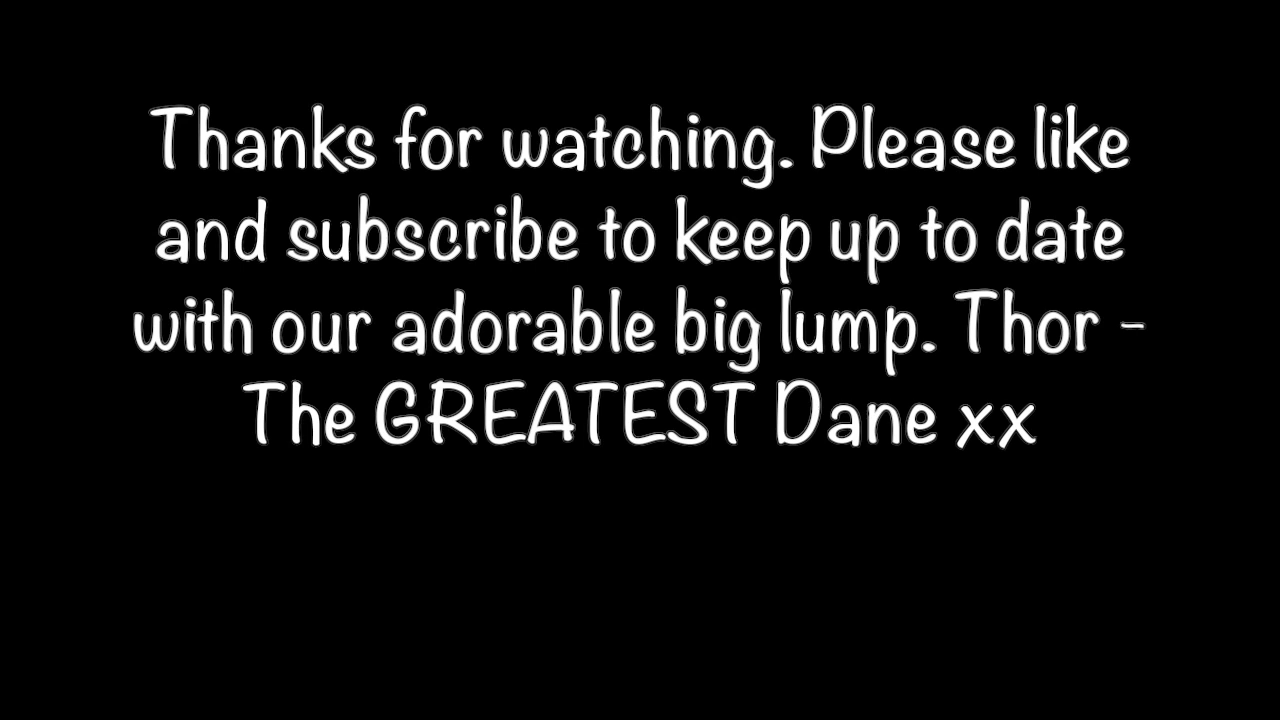 Thanks for watching. Please like
and subscribe to keep up to date
with our adorable big lump. Thor -
The GREATEST Dane xx